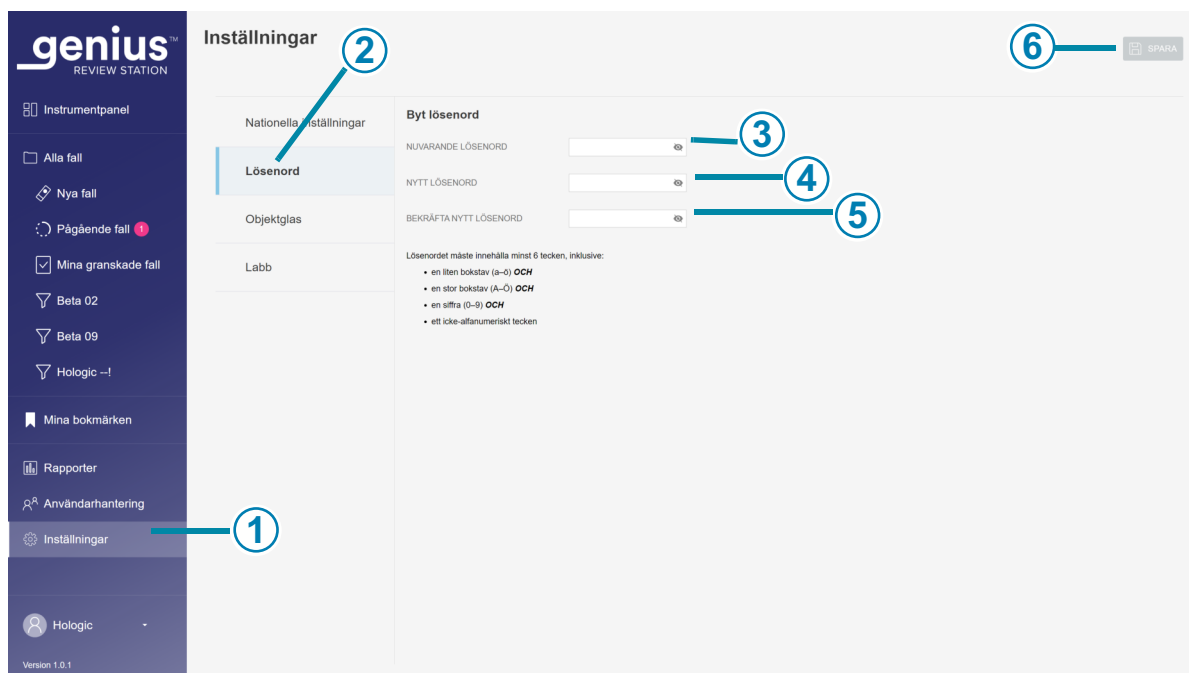 genius™
REVIEW STATION
Instrumentpanel
Alla fall
Nya fall
Pågående fall 1
Mina granskade fall
Beta 02
Beta 09
Hologic --!
Mina bokmärken
Rapporter
Användarhantering
Inställningar
Hologic
Version 1.0.1
1
Inställningar
2
6
SPARA
Nationella inställningar
Lösenord
Objektglas
Labb
Byt lösenord
NUVARANDE LÖSENORD
3
NYTT LÖSENORD
4
BEKRÄFTA NYTT LÖSENORD
5
Lösenordet måste innehålla minst 6 tecken, inklusive:
• en liten bokstav (a–ö) OCH
• en stor bokstav (A–Ö) OCH
• en siffra (0–9) OCH
• ett icke-alfanumeriskt tecken